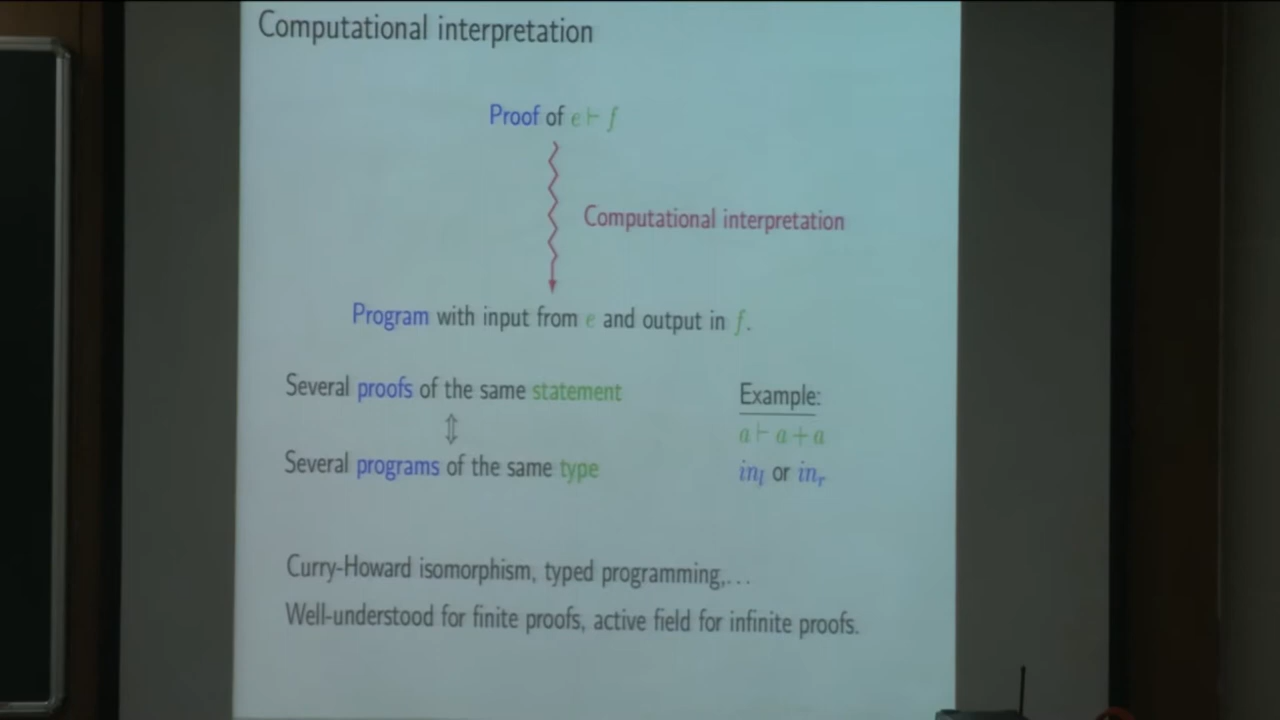 Computational interpretation
Proof of e ⊢ f
Computational interpretation
Program with input from e and output in f.
Several proofs of the same statement
⇕
Several programs of the same type
Example:
a ⊢ a + a
in_l or in_r
Curry-Howard isomorphism, typed programming,...
Well-understood for finite proofs, active field for infinite proofs.